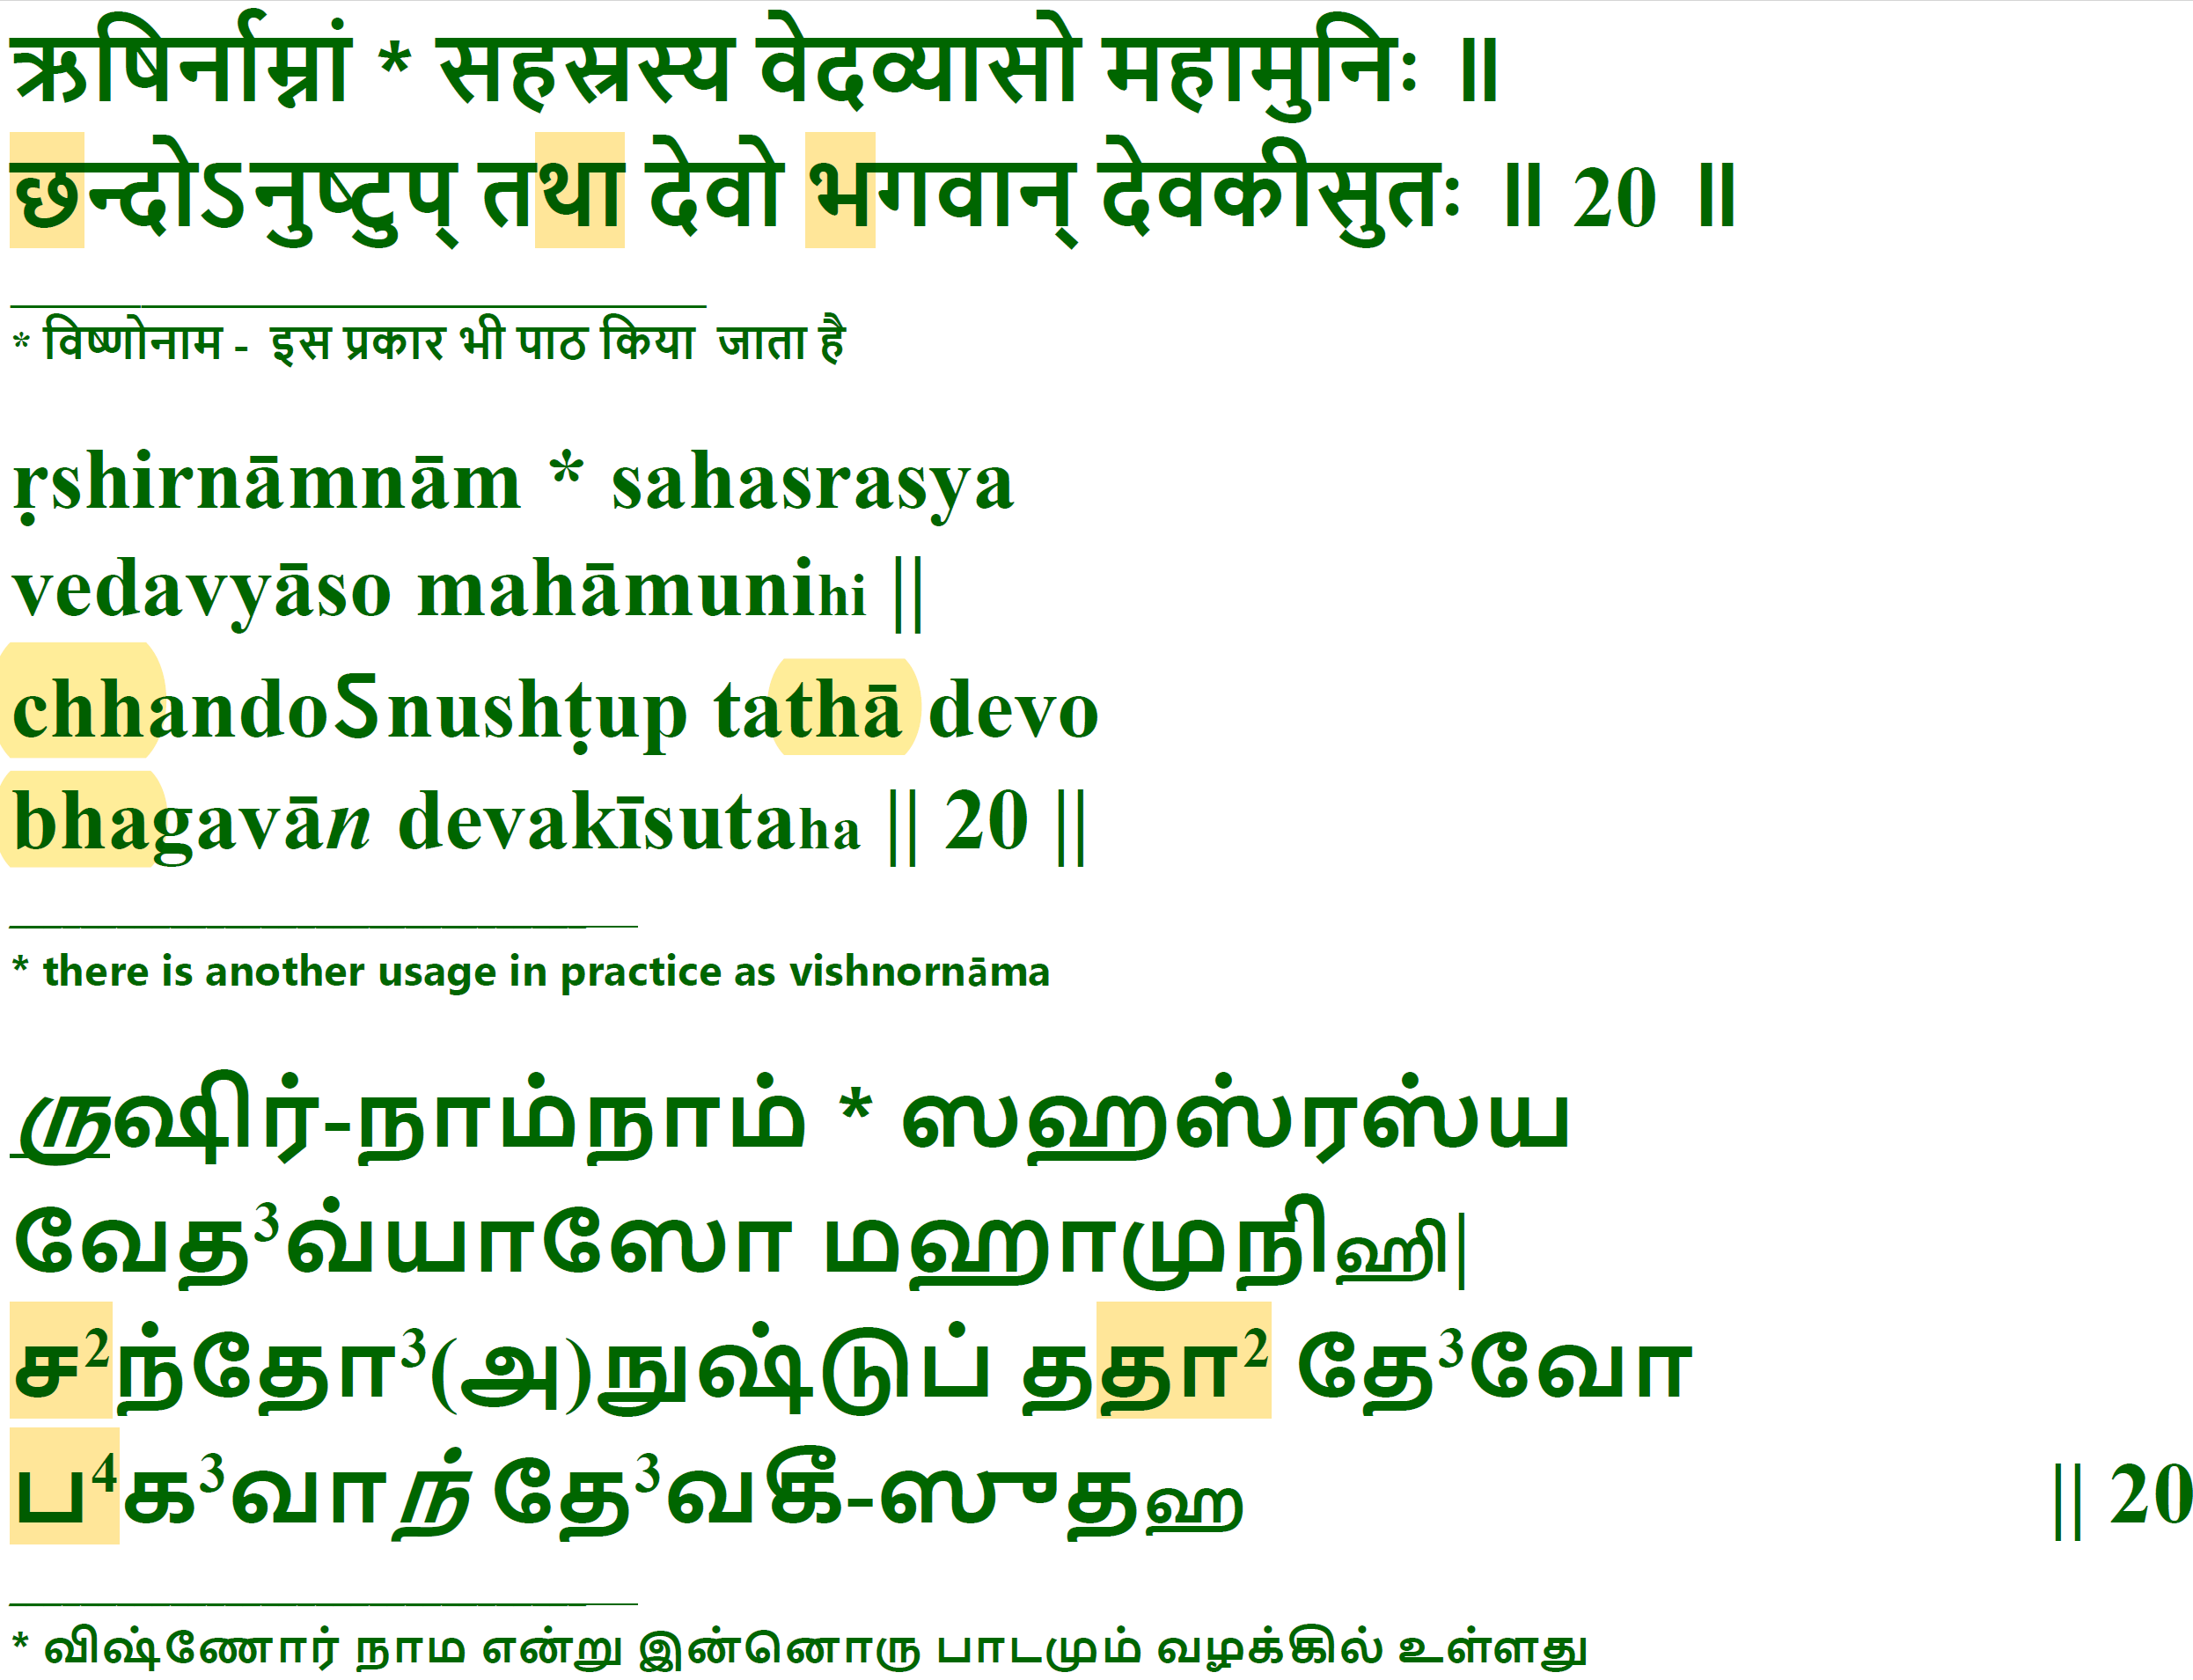 ऋषिर्नाम्नां * सहस्रस्य वेदव्यासो महामुनिः ॥
छन्दोऽनुष्टुप् तथा देवो भगवान् देवकीसुतः ॥ 20 ॥
* विष्णोनाम - इस प्रकार भी पाठ किया जाता है
ṛshirnāmnām * sahasrasya
vedavyāso mahāmunihi ||
chhandoऽnushṭup tathā devo
bhagavān devakīsutaha || 20 ||
* there is another usage in practice as vishnornāma
ருஷிர்-நாம்நாம் * ஸஹஸ்ரஸ்ய
வேத³வ்யாஸோ மஹாமுநிஹி|
ச²ந்தோ³(அ)நுஷ்டுப் ததா² தே³வோ
ப⁴க³வாந் தே³வகீ-ஸுதஹ || 20
* விஷ்ணோர் நாம என்று இன்னொரு பாடமும் வழக்கில் உள்ளது